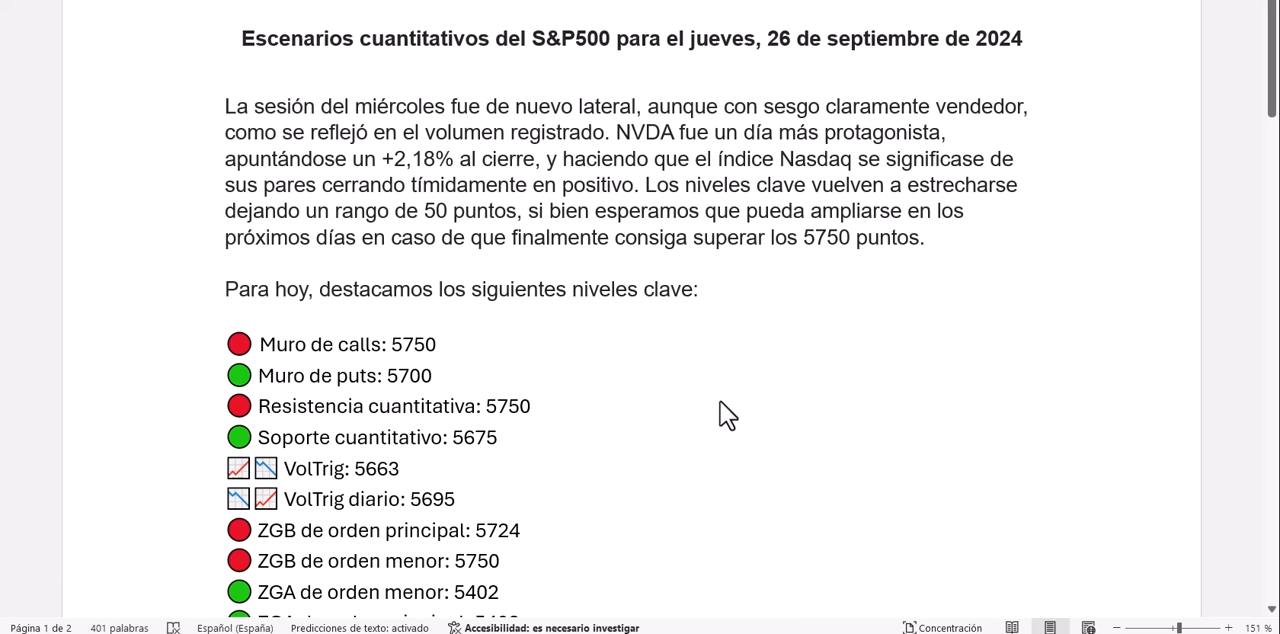 Escenarios cuantitativos del S&P500 para el jueves, 26 de septiembre de 2024
La sesión del miércoles fue de nuevo lateral, aunque con sesgo claramente vendedor,
como se reflejó en el volumen registrado. NVDA fue un día más protagonista,
apuntándose un +2,18% al cierre, y haciendo que el índice Nasdaq se significase de
sus pares cerrando tímidamente en positivo. Los niveles clave vuelven a estrecharse
dejando un rango de 50 puntos, si bien esperamos que pueda ampliarse en los
próximos días en caso de que finalmente consiga superar los 5750 puntos.
Para hoy, destacamos los siguientes niveles clave:
Muro de calls: 5750
Muro de puts: 5700
Resistencia cuantitativa: 5750
Soporte cuantitativo: 5675
VolTrig: 5663
VolTrig diario: 5695
ZGB de orden principal: 5724
ZGB de orden menor: 5750
ZGA de orden menor: 5402
Página 1 de 2 401 palabras Español (España) Predicciones de texto: activado Accesibilidad: es necesario investigar Concentración 151 %